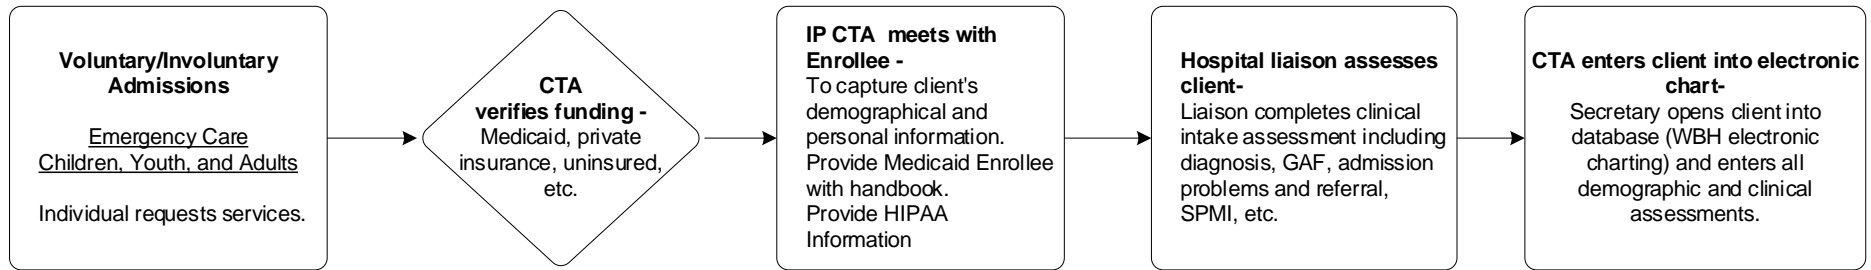 Voluntary/Involuntary
Admissions
Emergency Care
Children, Youth, and Adults
Individual requests services.
CTA
verifies funding -
Medicaid, private
insurance, uninsured,
etc.
IP CTA  meets with
Enrollee -
To capture client's
demographical and
personal information.
Provide Medicaid Enrollee
with handbook.
Provide HIPAA
Information
Hospital liaison assesses
client-
Liaison completes clinical
intake assessment including
diagnosis, GAF, admission
problems and referral,
SPMI, etc.
CTA enters client into electronic
chart-
Secretary opens client into
database (WBH electronic
charting) and enters all
demographic and clinical
assessments.